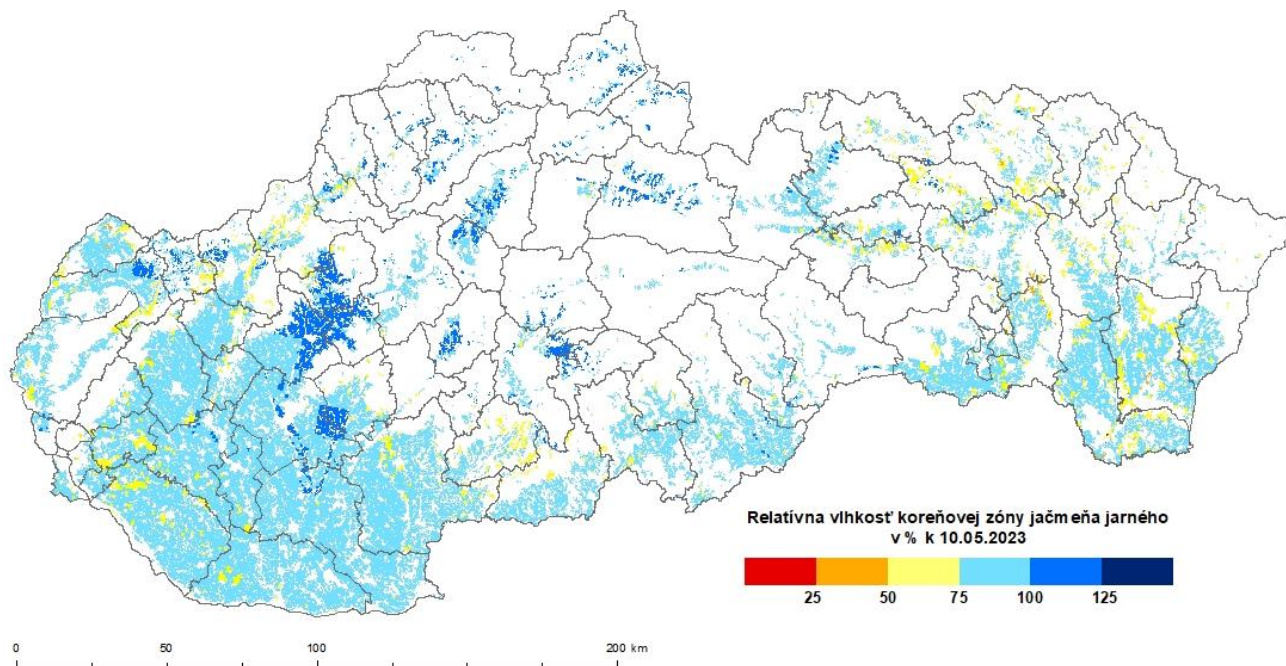 Relatívna vlhkosť koreňovej zóny jačmeňa jarného
v % k 10.05.2023
25 50 75 100 125
0 50 100 200 km